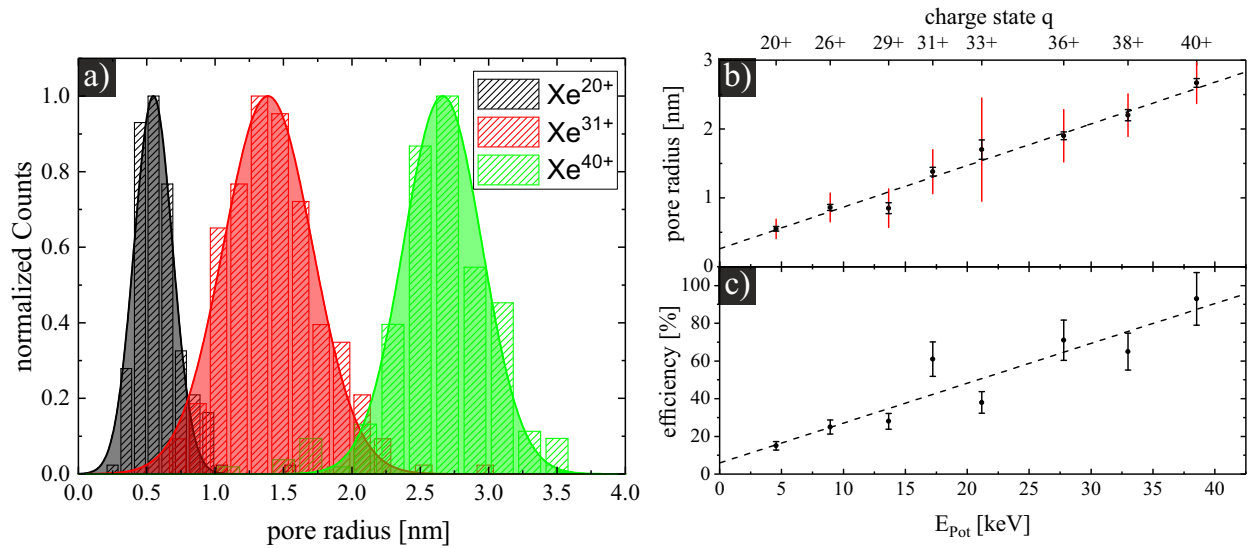 a)
Xe20+
Xe31+
Xe40+
normalized Counts
1.0
0.8
0.6
0.4
0.2
0.0
0.0 0.5 1.0 1.5 2.0 2.5 3.0 3.5 4.0
pore radius [nm]
charge state q
20+ 26+ 29+ 31+ 33+ 36+ 38+ 40+
b)
pore radius [nm]
3
2
1
0
c)
efficiency [%]
100
80
60
40
20
0
0 5 10 15 20 25 30 35 40
EPot [keV]